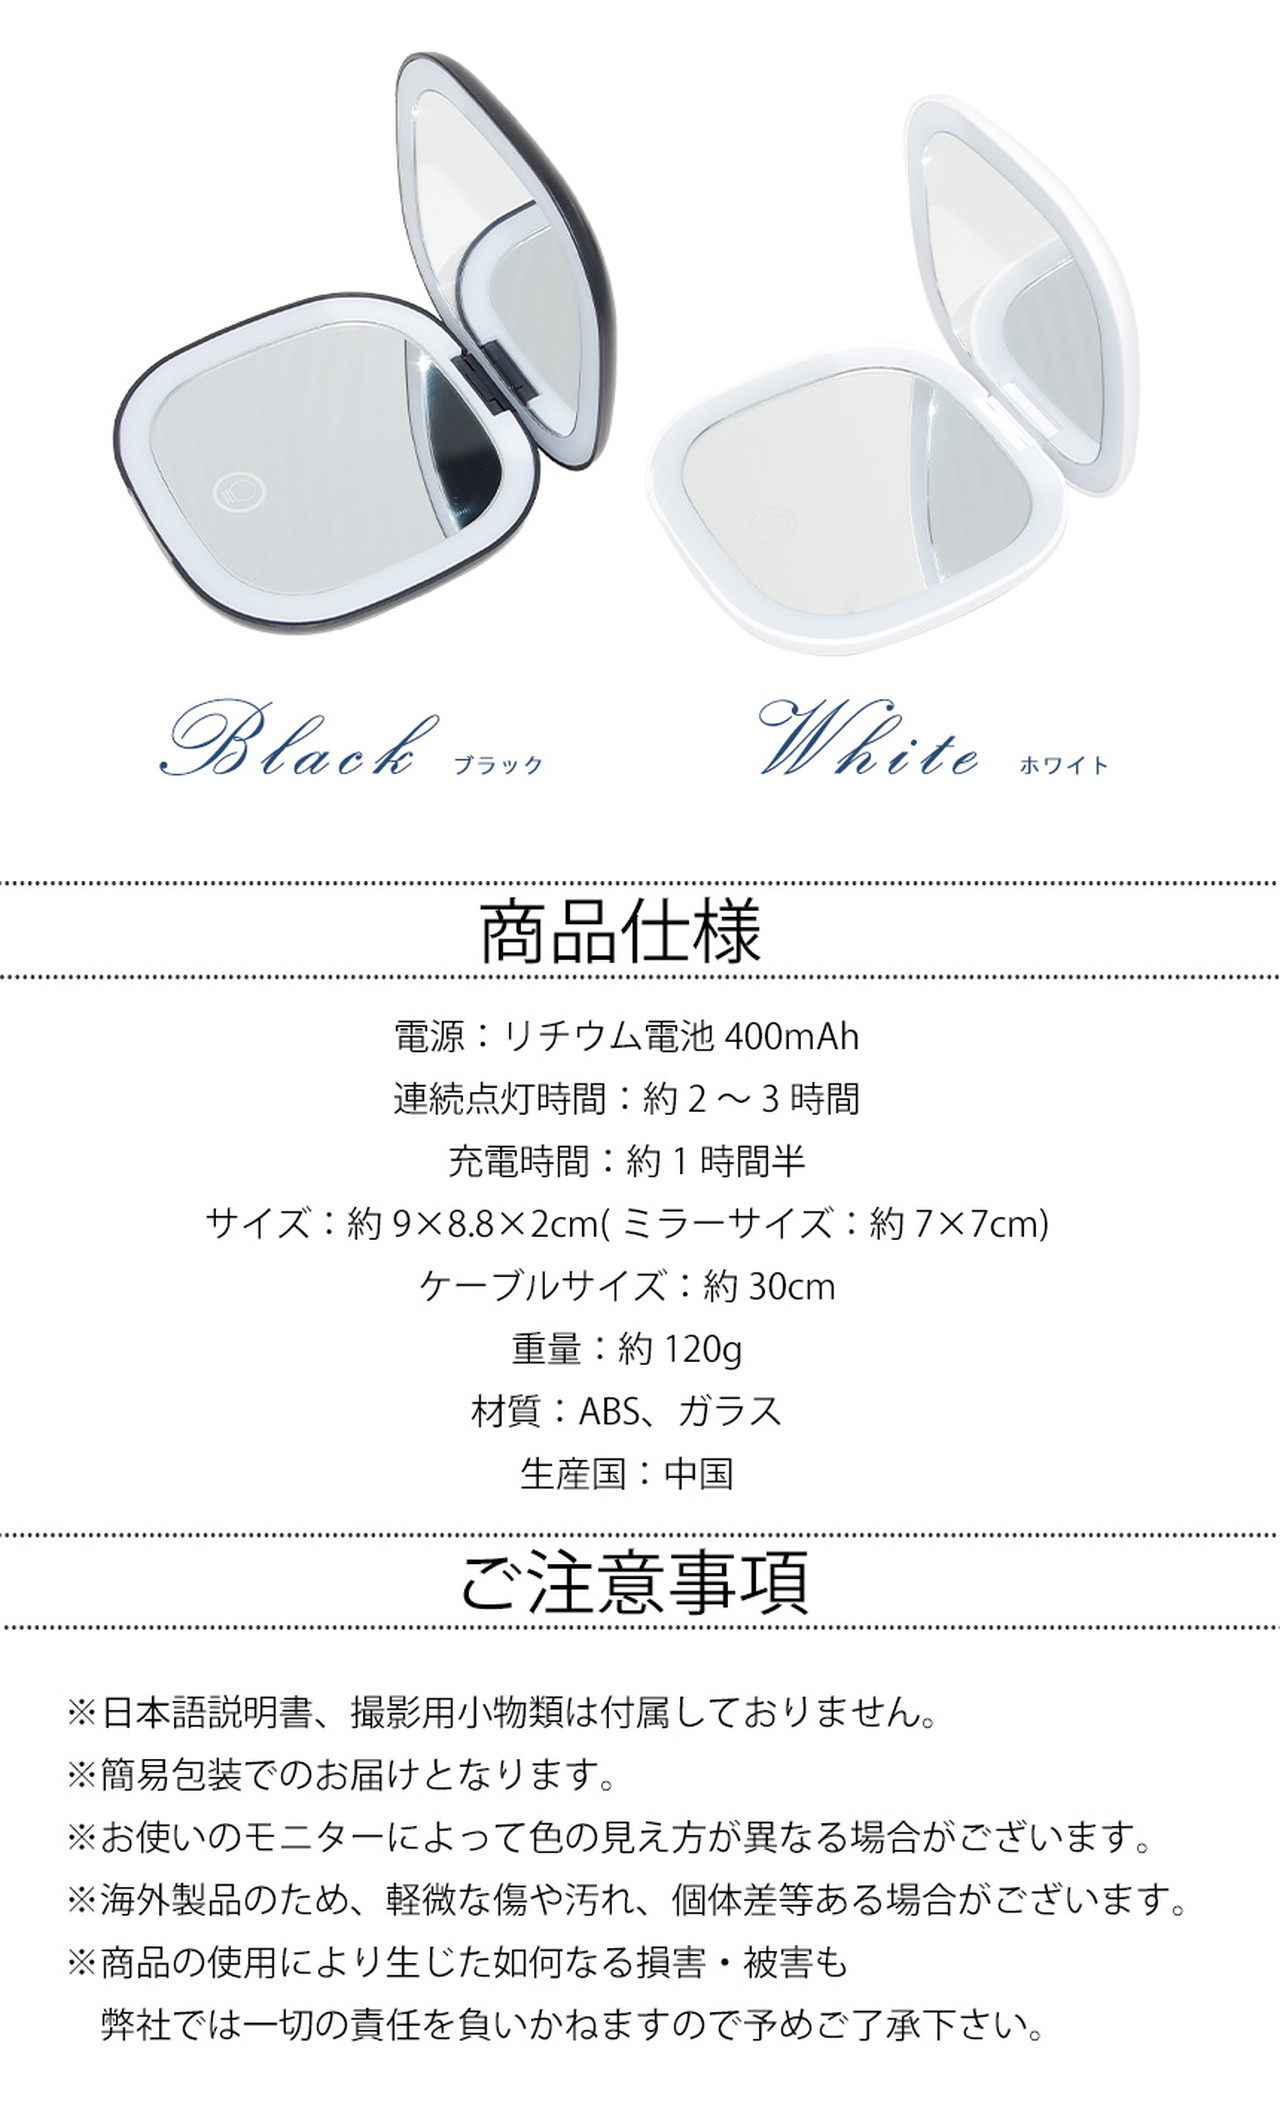 Black ブラック
White ホワイト
商品仕様
電源：リチウム電池 400mAh
連続点灯時間：約 2 ～ 3 時間
充電時間：約 1 時間半
サイズ：約 9×8.8×2cm( ミラーサイズ：約 7×7cm)
ケーブルサイズ：約 30cm
重量：約 120g
材質：ABS、ガラス
生産国：中国
ご注意事項
※日本語説明書、撮影用小物類は付属しておりません。
※簡易包装でのお届けとなります。
※お使いのモニターによって色の見え方が異なる場合がございます。
※海外製品のため、軽微な傷や汚れ、個体差等ある場合がございます。
※商品の使用により生じた如何なる損害・被害も
弊社では一切の責任を負いかねますので予めご了承下さい。